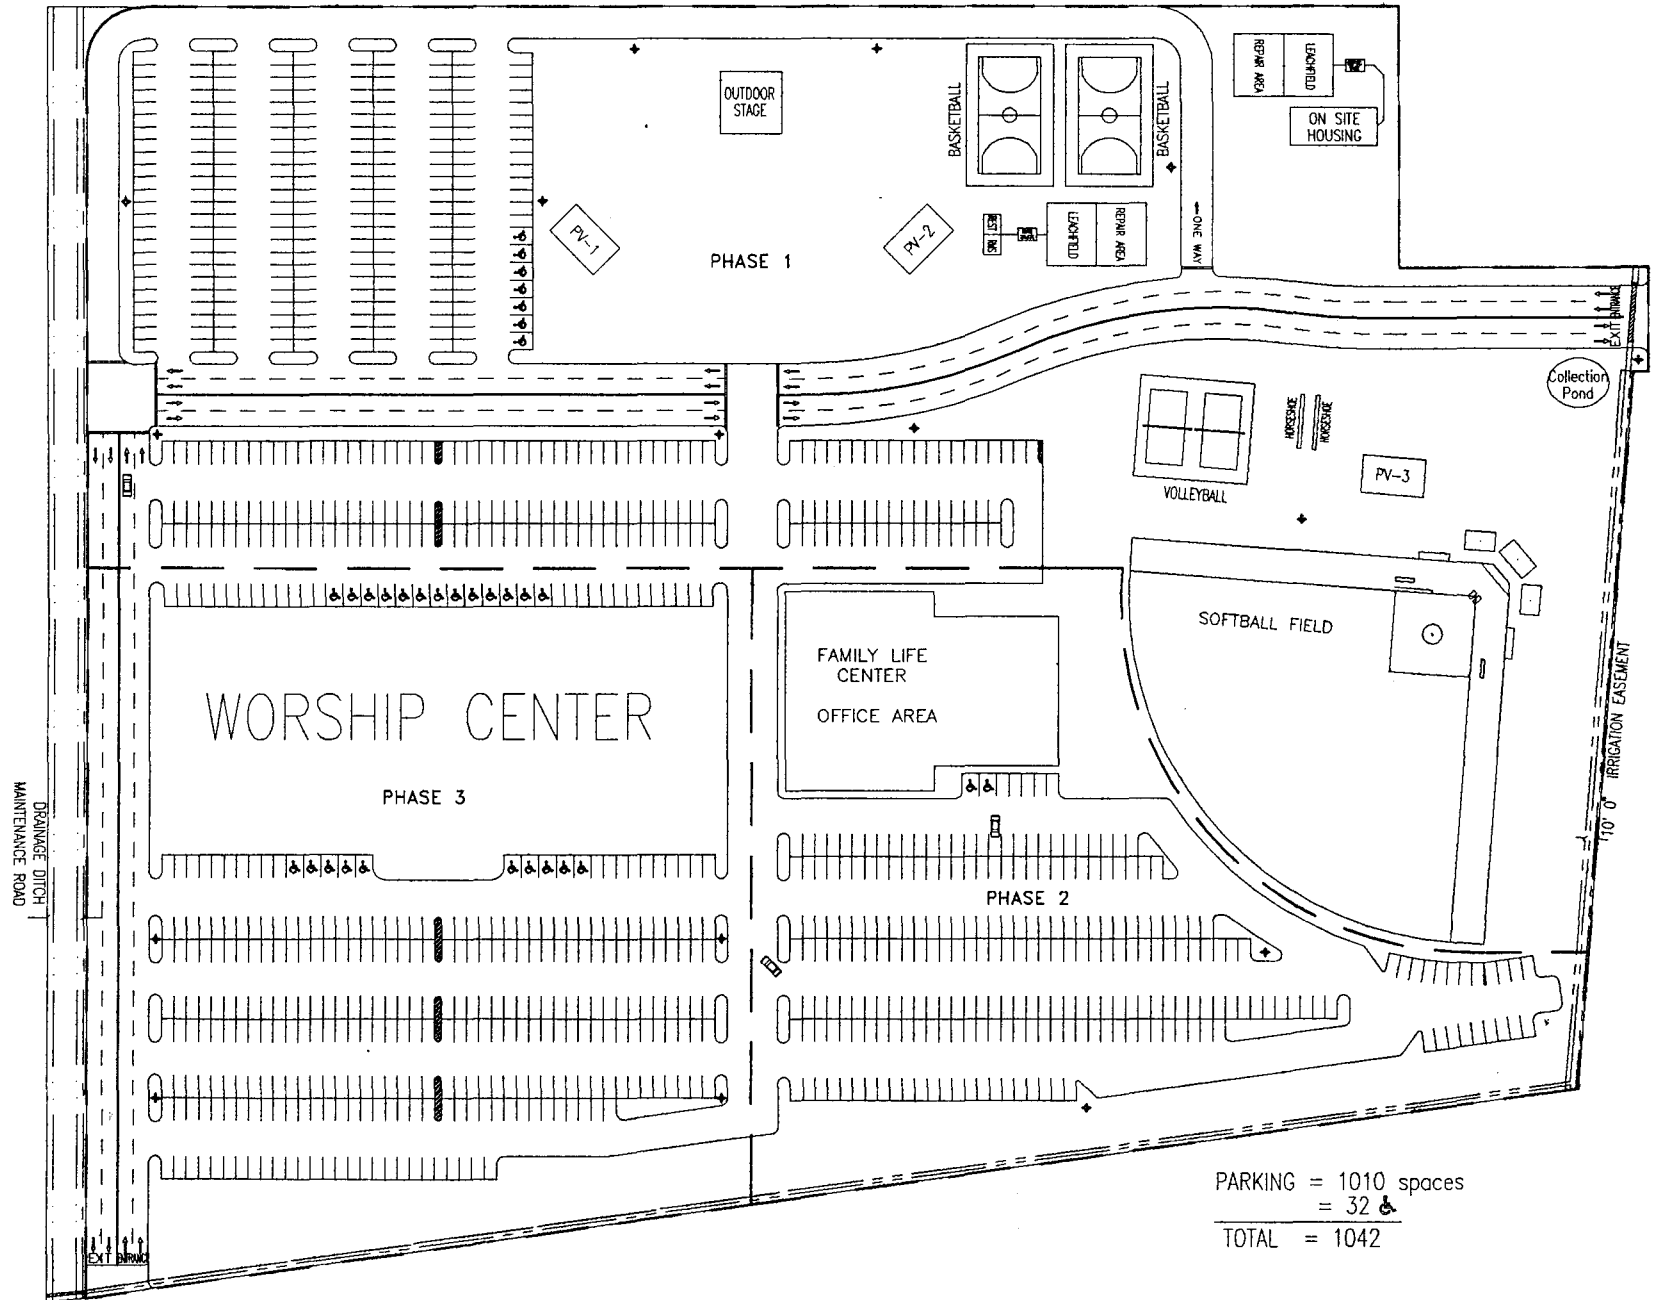 OUTDOOR
STAGE
BASKETBALL
BASKETBALL
REPAIR AREA
LEACHFIELD
ON SITE
HOUSING
PV-1
PV-2
REST RMS
LEACHFIELD
REPAIR AREA
←ONE WAY
PHASE 1
EXIT ENTRANCE
Collection
Pond
HORSESHOE
HORSESHOE
VOLLEYBALL
PV-3
SOFTBALL FIELD
FAMILY LIFE
CENTER
OFFICE AREA
WORSHIP CENTER
PHASE 3
PHASE 2
10' 0" IRRIGATION EASEMENT
DRAINAGE DITCH
MAINTENANCE ROAD
EXIT ENTRANCE
PARKING = 1010 spaces
= 32 ♿
TOTAL = 1042